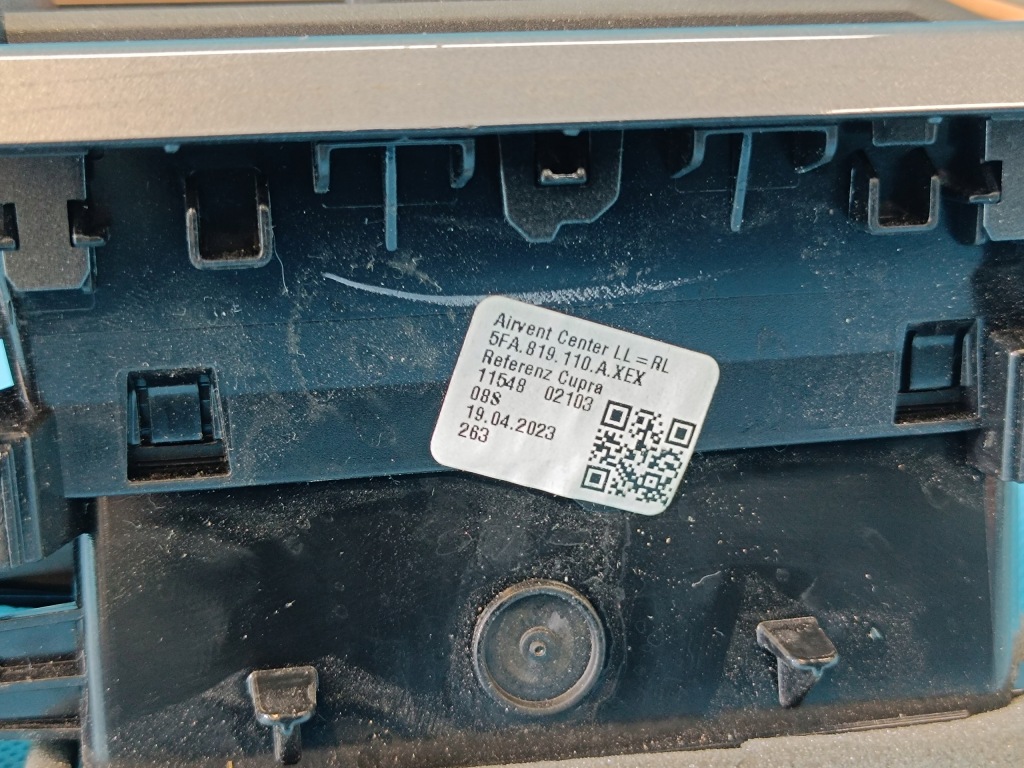 Airvent Center LL=RL
5FA.819.110.A.XEX
Referenz Cupra
11548 02103
08S
19.04.2023
263